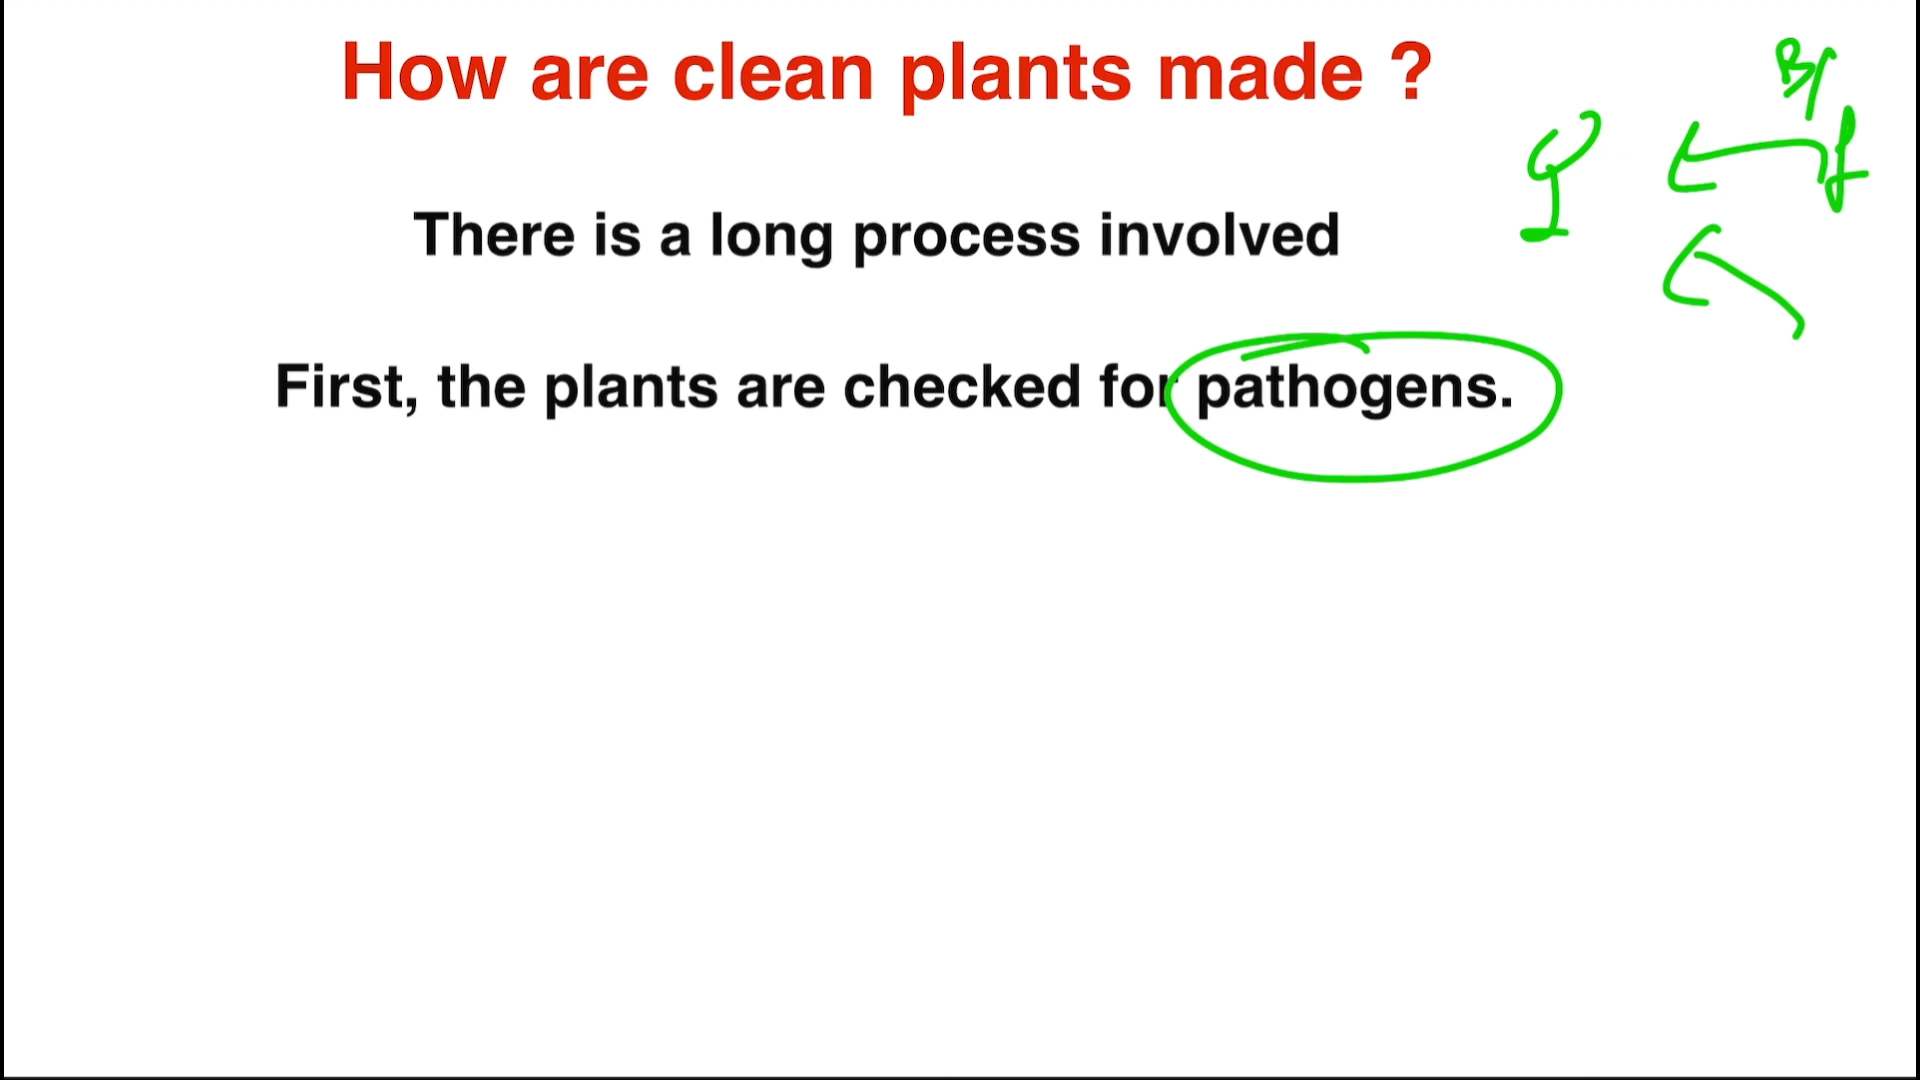 How are clean plants made ?
There is a long process involved
First, the plants are checked for pathogens.